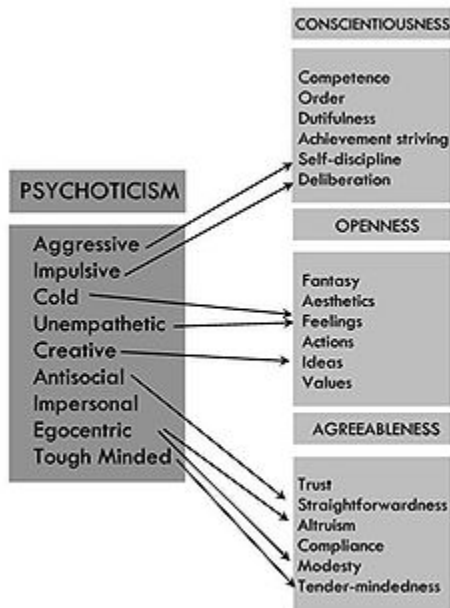 PSYCHOTICISM
Aggressive
Impulsive
Cold
Unempathetic
Creative
Antisocial
Impersonal
Egocentric
Tough Minded
CONSCIENTIOUSNESS
Competence
Order
Dutifulness
Achievement striving
Self-discipline
Deliberation
OPENNESS
Fantasy
Aesthetics
Feelings
Actions
Ideas
Values
AGREEABLENESS
Trust
Straightforwardness
Altruism
Compliance
Modesty
Tender-mindedness